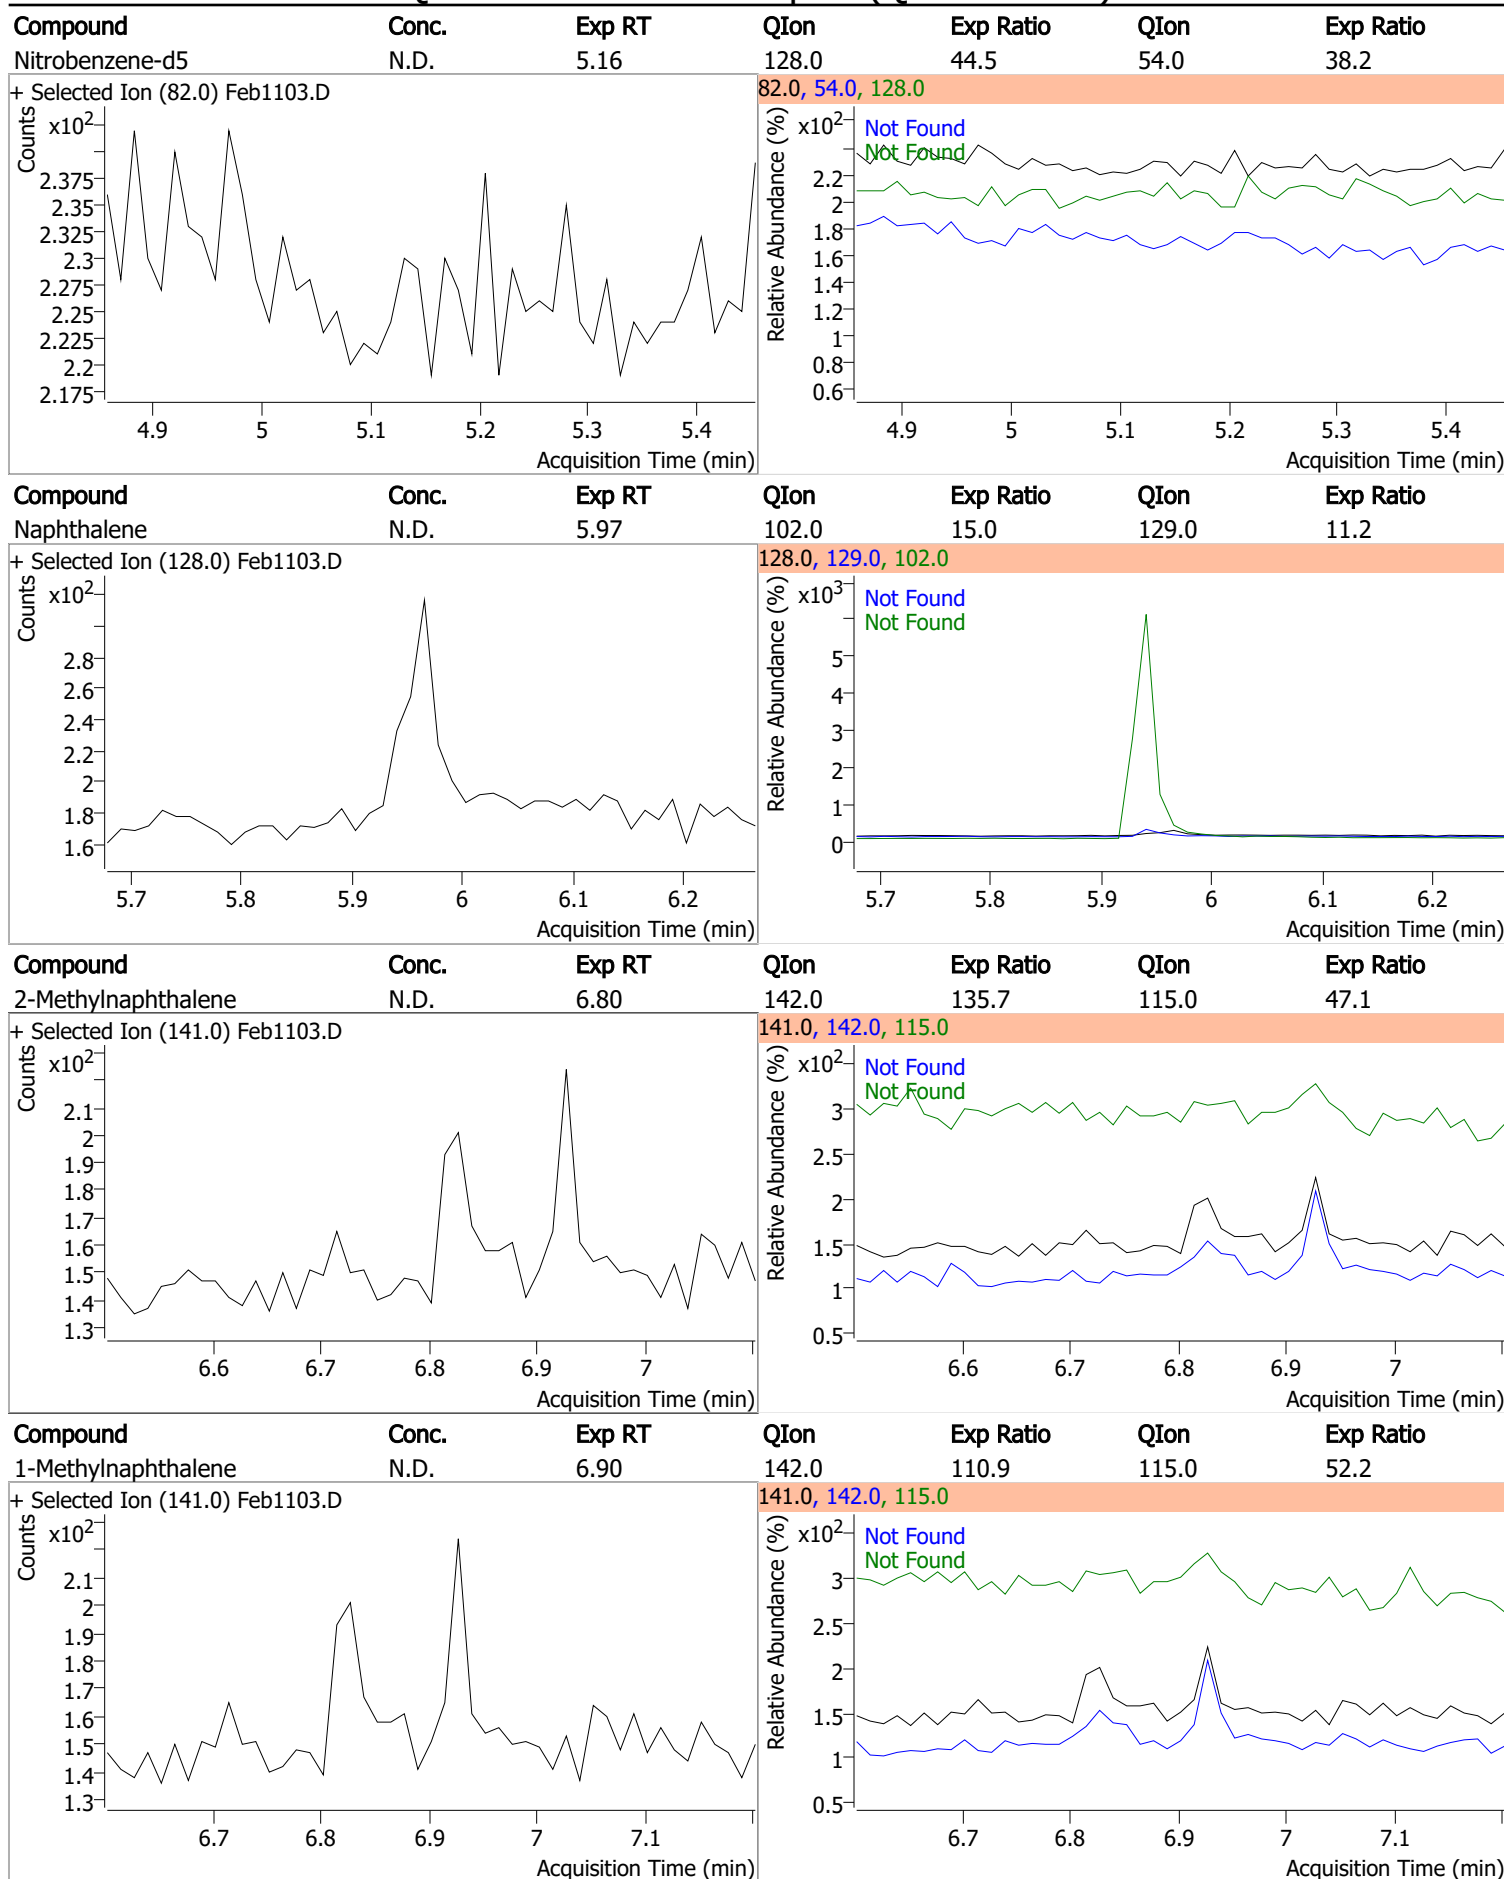 Compound Conc. Exp RT QIon Exp Ratio QIon Exp Ratio
Nitrobenzene-d5 N.D. 5.16 128.0 44.5 54.0 38.2
+ Selected Ion (82.0) Feb1103.D
Counts
x10²
2.375
2.35
2.325
2.3
2.275
2.25
2.225
2.2
2.175
4.9 5 5.1 5.2 5.3 5.4
Acquisition Time (min)
82.0, 54.0, 128.0
Relative Abundance (%)
x10²
Not Found
Not Found
2.2
2
1.8
1.6
1.4
1.2
1
0.8
0.6
4.9 5 5.1 5.2 5.3 5.4
Acquisition Time (min)
Compound Conc. Exp RT QIon Exp Ratio QIon Exp Ratio
Naphthalene N.D. 5.97 102.0 15.0 129.0 11.2
+ Selected Ion (128.0) Feb1103.D
Counts
x10²
2.8
2.6
2.4
2.2
2
1.8
1.6
5.7 5.8 5.9 6 6.1 6.2
Acquisition Time (min)
128.0, 129.0, 102.0
Relative Abundance (%)
x10³
Not Found
Not Found
5
4
3
2
1
0
5.7 5.8 5.9 6 6.1 6.2
Acquisition Time (min)
Compound Conc. Exp RT QIon Exp Ratio QIon Exp Ratio
2-Methylnaphthalene N.D. 6.80 142.0 135.7 115.0 47.1
+ Selected Ion (141.0) Feb1103.D
Counts
x10²
2.1
2
1.9
1.8
1.7
1.6
1.5
1.4
1.3
6.6 6.7 6.8 6.9 7
Acquisition Time (min)
141.0, 142.0, 115.0
Relative Abundance (%)
x10²
Not Found
Not Found
3
2.5
2
1.5
1
0.5
6.6 6.7 6.8 6.9 7
Acquisition Time (min)
Compound Conc. Exp RT QIon Exp Ratio QIon Exp Ratio
1-Methylnaphthalene N.D. 6.90 142.0 110.9 115.0 52.2
+ Selected Ion (141.0) Feb1103.D
Counts
x10²
2.1
2
1.9
1.8
1.7
1.6
1.5
1.4
1.3
6.7 6.8 6.9 7 7.1
Acquisition Time (min)
141.0, 142.0, 115.0
Relative Abundance (%)
x10²
Not Found
Not Found
3
2.5
2
1.5
1
0.5
6.7 6.8 6.9 7 7.1
Acquisition Time (min)